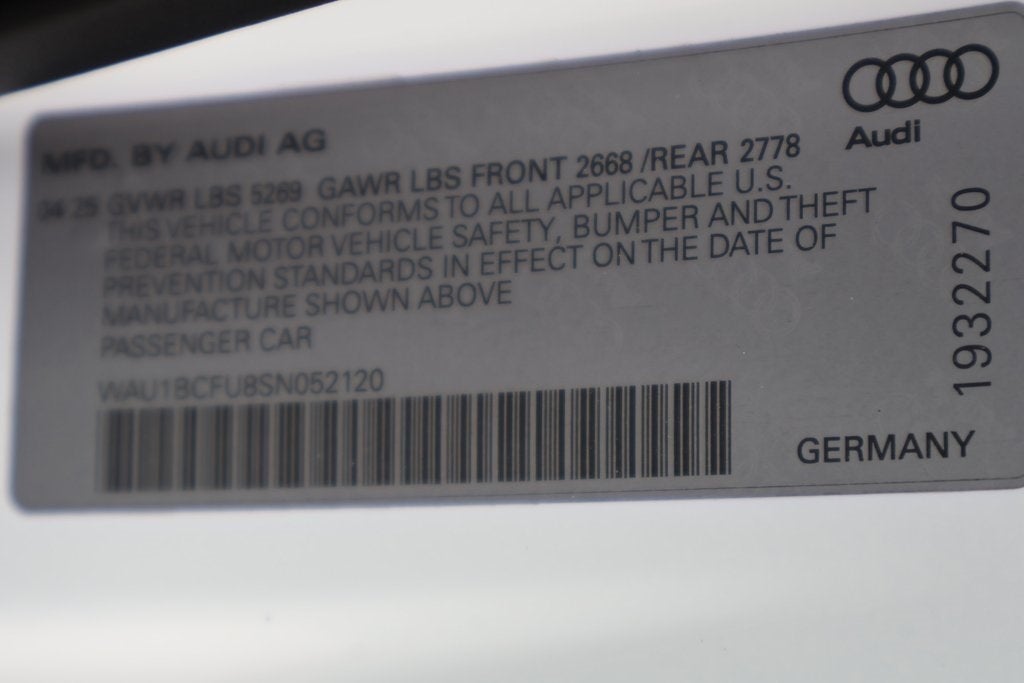 MFD. BY AUDI AG
04 25 GVWR LBS 5269 GAWR LBS FRONT 2668 /REAR 2778
THIS VEHICLE CONFORMS TO ALL APPLICABLE U.S.
FEDERAL MOTOR VEHICLE SAFETY, BUMPER AND THEFT
PREVENTION STANDARDS IN EFFECT ON THE DATE OF
MANUFACTURE SHOWN ABOVE
PASSENGER CAR
WAU1BCFU8SN052120
Audi
1932270
GERMANY